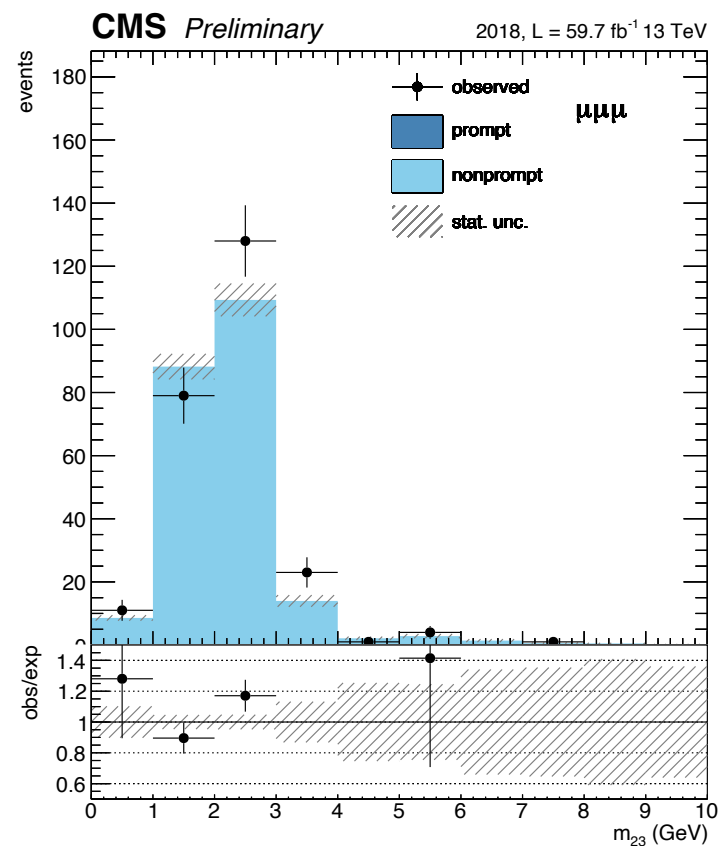 CMS Preliminary 2018, L = 59.7 fb⁻¹ 13 TeV
events
180
160
140
120
100
80
60
40
20
0
observed
prompt
nonprompt
stat. unc.
μμμ
obs/exp
1.4
1.2
1
0.8
0.6
0 1 2 3 4 5 6 7 8 9 10
m₂₃ (GeV)